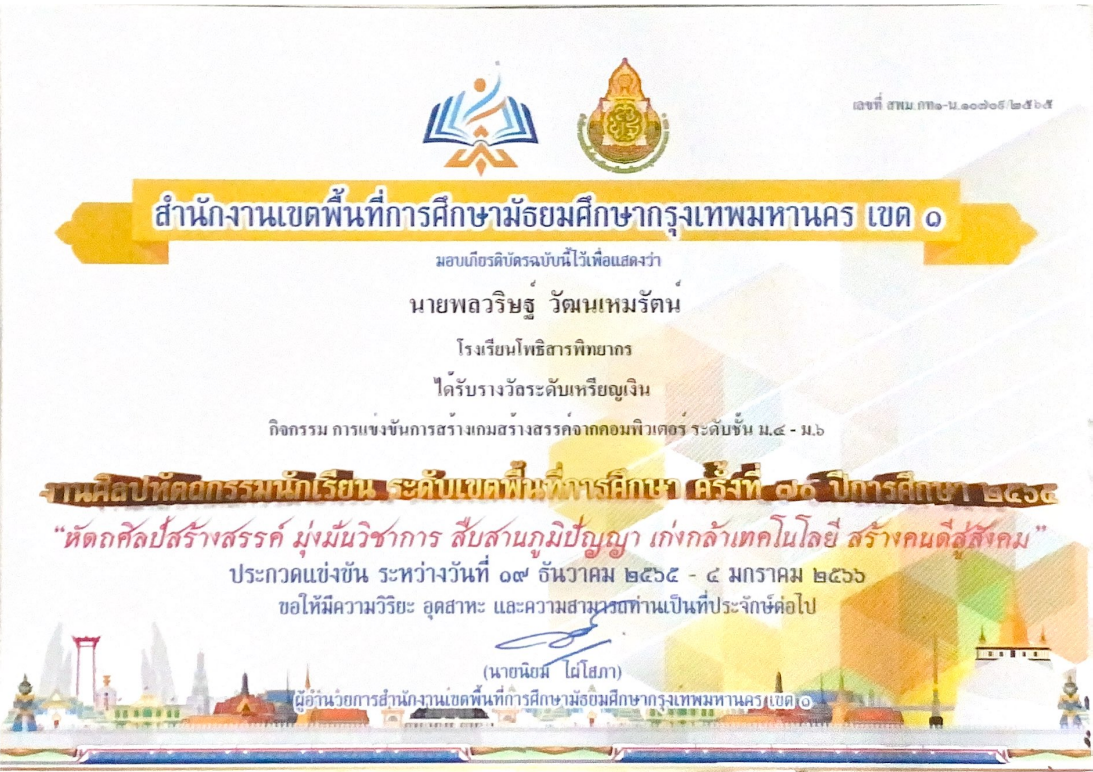 เลขที่ สพม.กท๑-น.๑๐๗๐๙/๒๕๖๕
สำนักงานเขตพื้นที่การศึกษามัธยมศึกษากรุงเทพมหานคร เขต ๑
มอบเกียรติบัตรฉบับนี้ไว้เพื่อแสดงว่า
นายพลวริษฐ์ วัฒนเหมรัตน์
โรงเรียนโพธิสารพิทยากร
ได้รับรางวัลระดับเหรียญเงิน
กิจกรรม การแข่งขันการสร้างเกมสร้างสรรค์จากคอมพิวเตอร์ ระดับชั้น ม.๔ - ม.๖
งานศิลปหัตถกรรมนักเรียน ระดับเขตพื้นที่การศึกษา ครั้งที่ ๗๐ ปีการศึกษา ๒๕๖๕
“หัตถศิลป์สร้างสรรค์ มุ่งมั่นวิชาการ สืบสานภูมิปัญญา เก่งกล้าเทคโนโลยี สร้างคนดีสู่สังคม”
ประกวดแข่งขัน ระหว่างวันที่ ๑๙ ธันวาคม ๒๕๖๕ - ๔ มกราคม ๒๕๖๖
ขอให้มีความวิริยะ อุตสาหะ และความสามารถท่านเป็นที่ประจักษ์ต่อไป
(นายนิยม ไผ่โสภา)
ผู้อำนวยการสำนักงานเขตพื้นที่การศึกษามัธยมศึกษากรุงเทพมหานคร เขต ๑